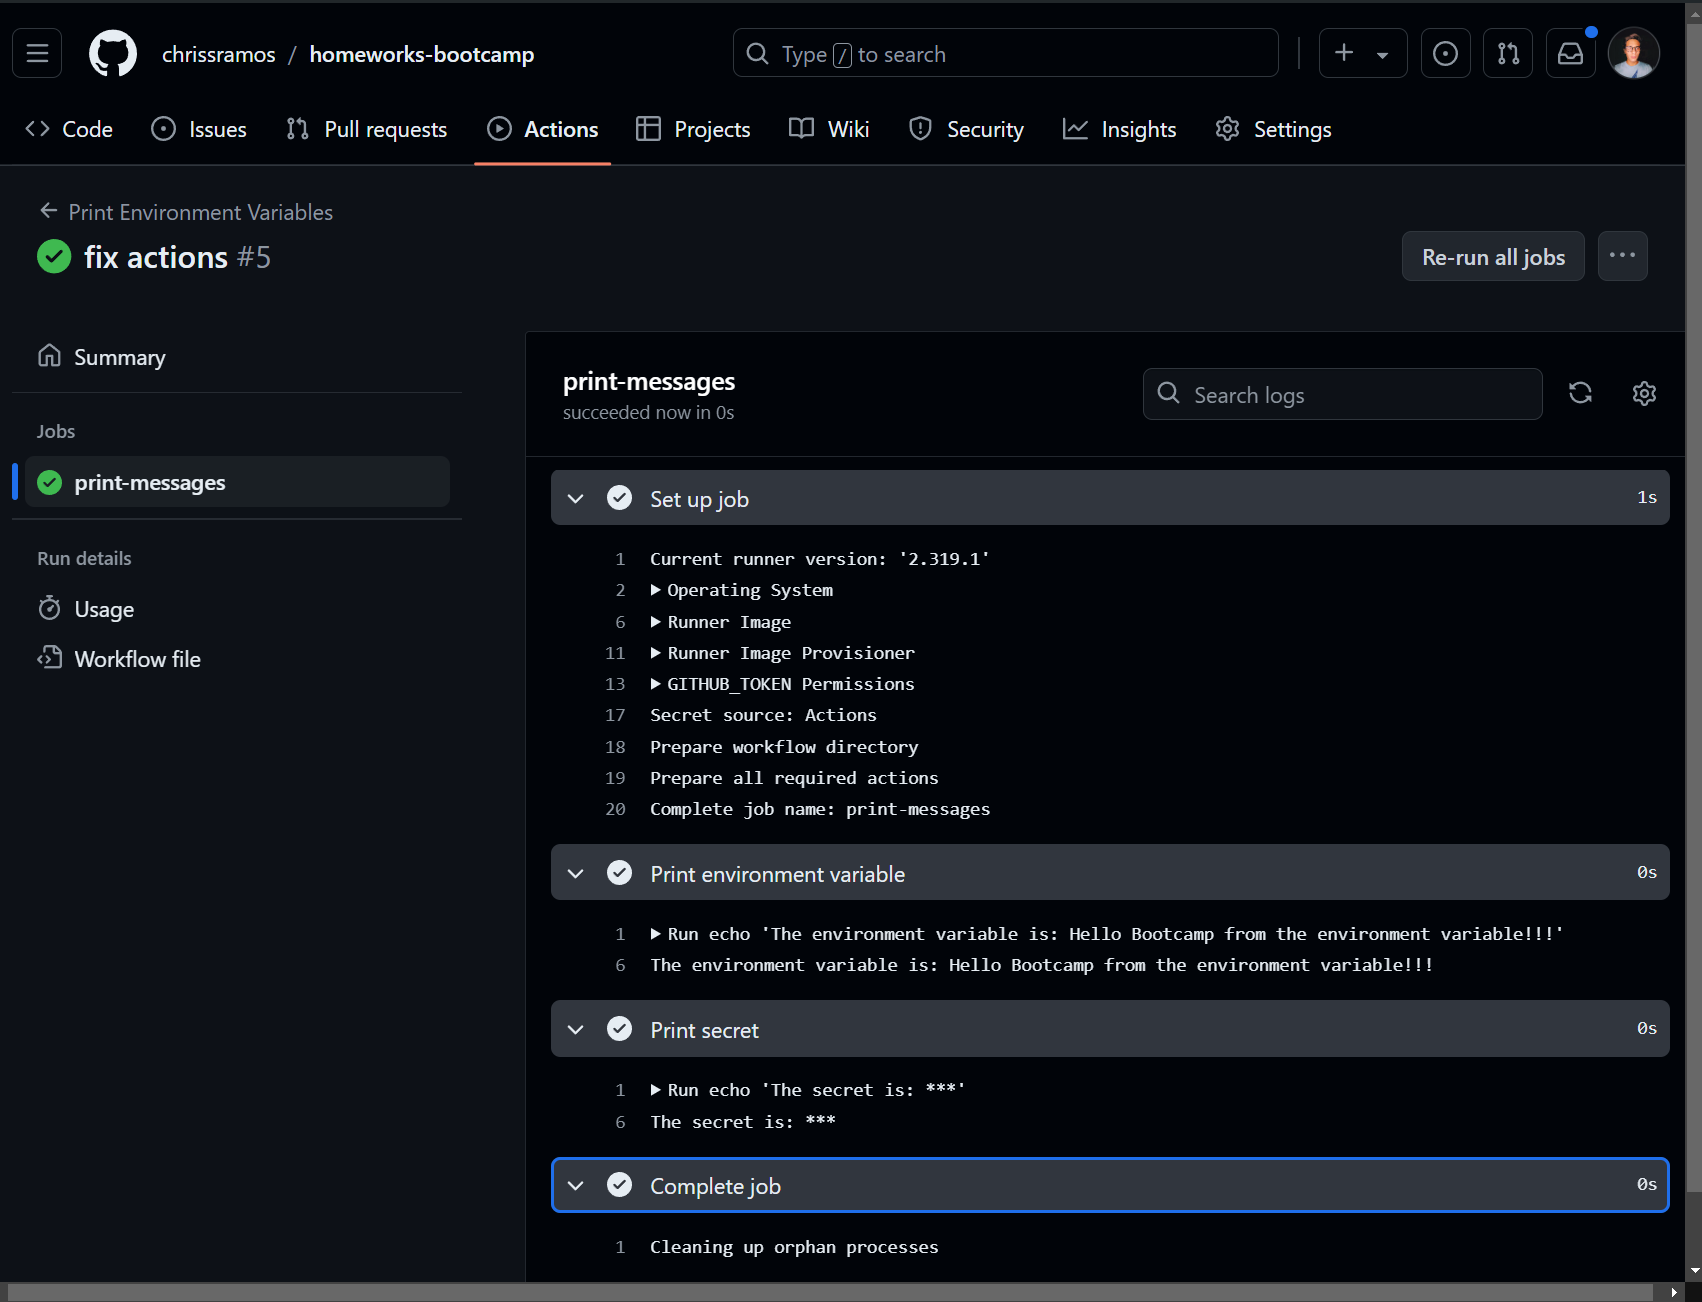 chrissramos / homeworks-bootcamp
Type / to search
Code Issues Pull requests Actions Projects Wiki Security Insights Settings
Print Environment Variables
fix actions #5
Re-run all jobs
Summary
Jobs
print-messages
Run details
Usage
Workflow file
print-messages
succeeded now in 0s
Search logs
Set up job 1s
1 Current runner version: '2.319.1'
2 Operating System
6 Runner Image
11 Runner Image Provisioner
13 GITHUB_TOKEN Permissions
17 Secret source: Actions
18 Prepare workflow directory
19 Prepare all required actions
20 Complete job name: print-messages
Print environment variable 0s
1 Run echo 'The environment variable is: Hello Bootcamp from the environment variable!!!'
6 The environment variable is: Hello Bootcamp from the environment variable!!!
Print secret 0s
1 Run echo 'The secret is: ***'
6 The secret is: ***
Complete job 0s
1 Cleaning up orphan processes